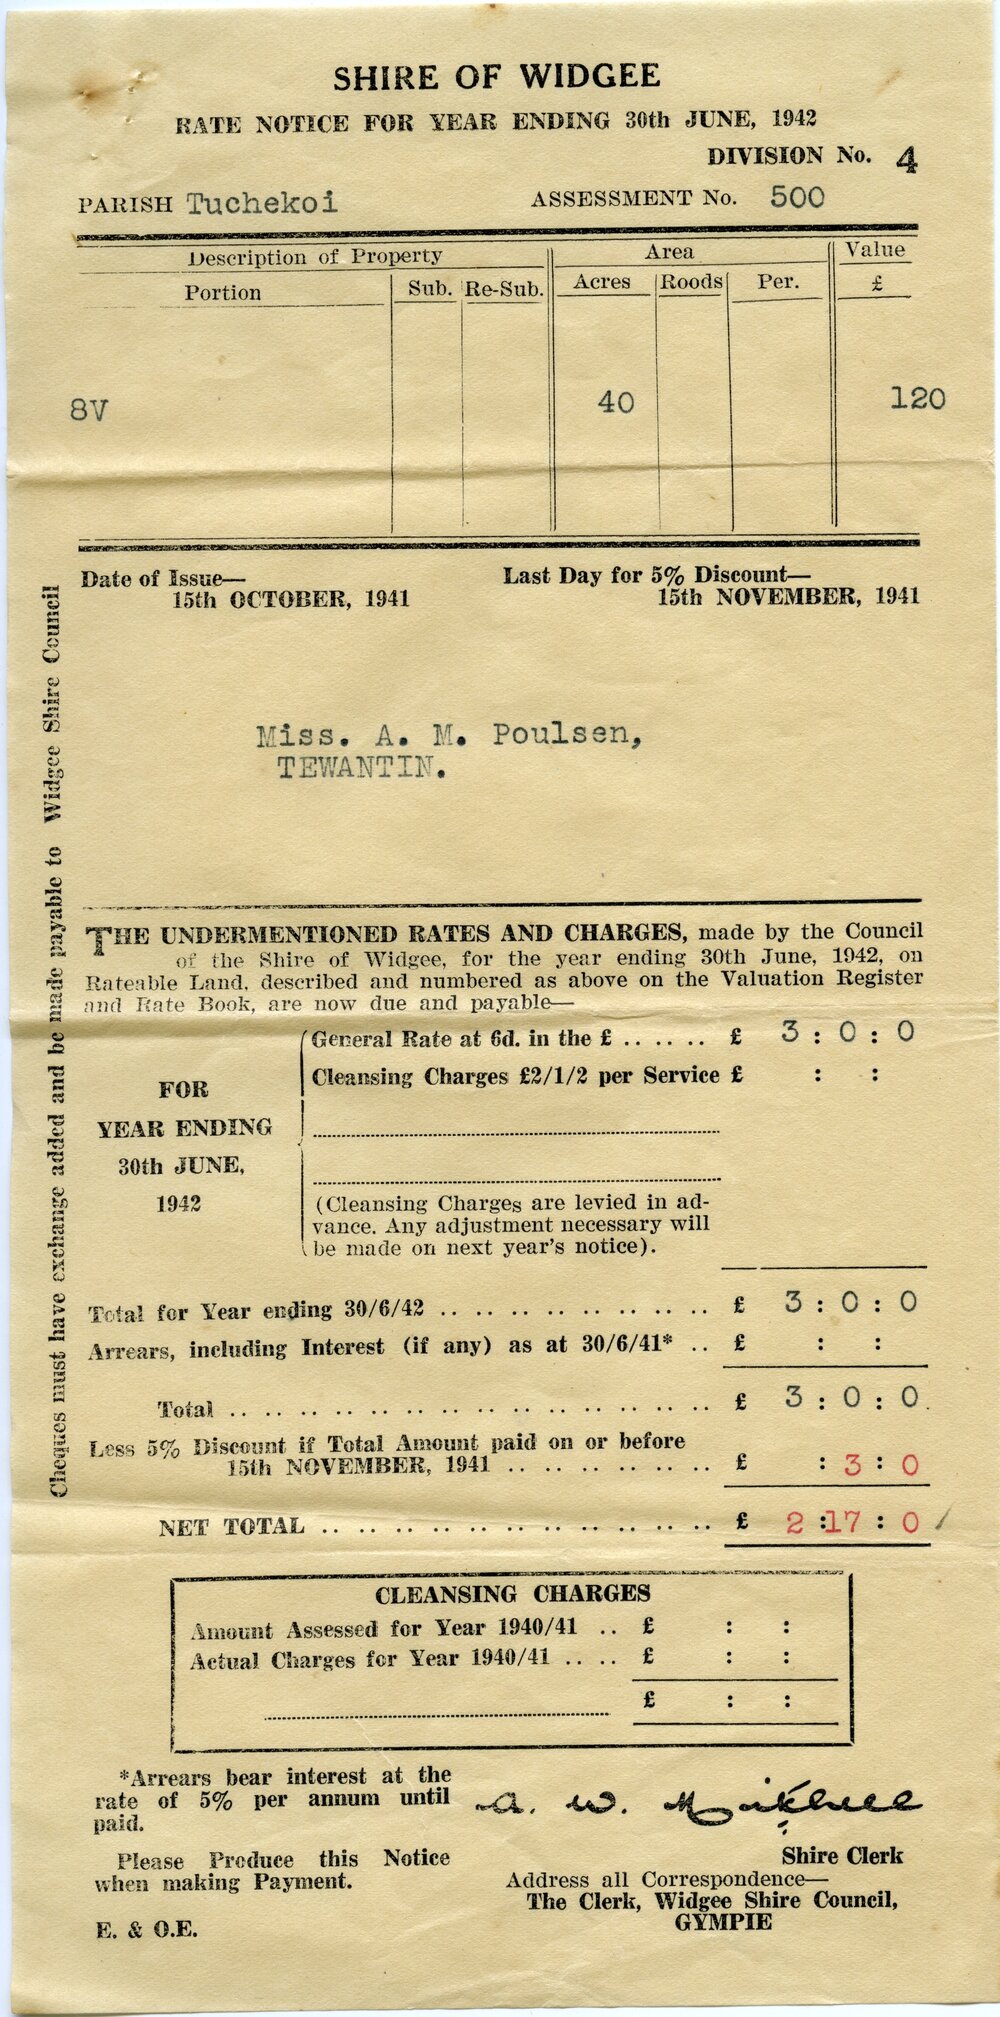 SHIRE OF WIDGEE
RATE NOTICE FOR YEAR ENDING 30th JUNE, 1942
DIVISION No. 4
PARISH Tuchekoi ASSESSMENT No. 500
Description of Property Area Value
Portion Sub. Re-Sub. Acres Roods Per. £
8V 40 120
Date of Issue— Last Day for 5% Discount—
15th OCTOBER, 1941 15th NOVEMBER, 1941
Miss. A. M. Poulsen,
TEWANTIN.
Cheques must have exchange added and be made payable to Widgee Shire Council
THE UNDERMENTIONED RATES AND CHARGES, made by the Council
of the Shire of Widgee, for the year ending 30th June, 1942, on
Rateable Land, described and numbered as above on the Valuation Register
and Rate Book, are now due and payable—
FOR
YEAR ENDING
30th JUNE,
1942
General Rate at 6d. in the £ ...... £ 3 : 0 : 0
Cleansing Charges £2/1/2 per Service £ : :
(Cleansing Charges are levied in ad-
vance. Any adjustment necessary will
be made on next year's notice).
Total for Year ending 30/6/42 .. .. .. .. .. .. .. .. £ 3 : 0 : 0
Arrears, including Interest (if any) as at 30/6/41* .. £ : :
Total .. .. .. .. .. .. .. .. .. .. .. .. .. .. £ 3 : 0 : 0.
Less 5% Discount if Total Amount paid on or before
15th NOVEMBER, 1941 .. .. .. .. .. .. £ : 3 : 0
NET TOTAL .. .. .. .. .. .. .. .. .. .. .. £ 2 :17 : 0 /
CLEANSING CHARGES
Amount Assessed for Year 1940/41 .. £ : :
Actual Charges for Year 1940/41 .. .. £ : :
£ : :
*Arrears bear interest at the
rate of 5% per annum until
paid.
Please Produce this Notice
when making Payment.
E. & O.E.
A. W.
Shire Clerk
Address all Correspondence—
The Clerk, Widgee Shire Council,
GYMPIE